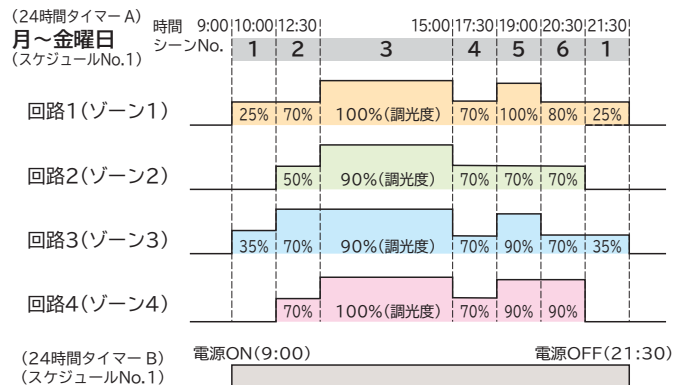 (24時間タイマーA)
月～金曜日
(スケジュールNo.1)
時間 9:00 10:00 12:30 15:00 17:30 19:00 20:30 21:30
シーンNo. 1 2 3 4 5 6 1
回路1(ゾーン1) 25% 70% 100%(調光度) 70% 100% 80% 25%
回路2(ゾーン2) 50% 90%(調光度) 70% 70% 70%
回路3(ゾーン3) 35% 70% 90%(調光度) 70% 90% 70% 35%
回路4(ゾーン4) 70% 100%(調光度) 70% 90% 90%
(24時間タイマーB) 電源ON(9:00) 電源OFF(21:30)
(スケジュールNo.1)